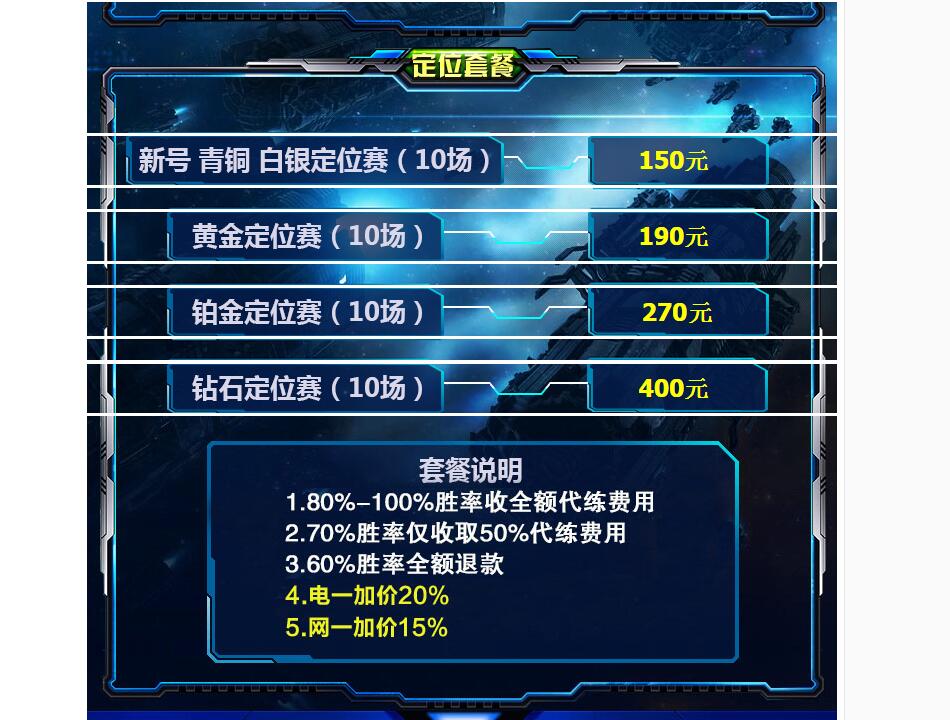 定位套餐
新号 青铜 白银定位赛（10场） 150元
黄金定位赛（10场） 190元
铂金定位赛（10场） 270元
钻石定位赛（10场） 400元
套餐说明
1.80%-100%胜率收全额代练费用
2.70%胜率仅收取50%代练费用
3.60%胜率全额退款
4.电一加价20%
5.网一加价15%